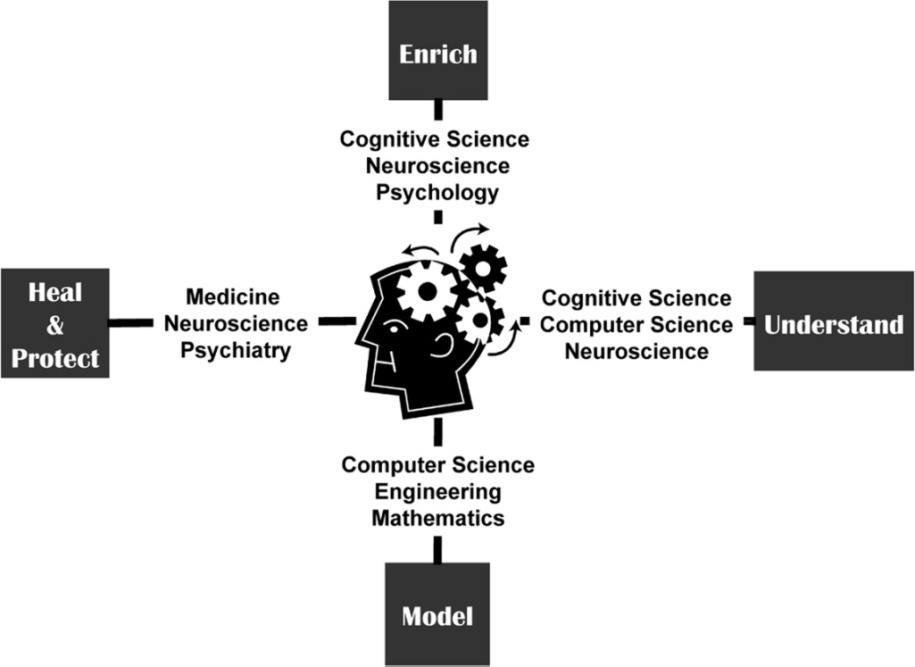 Enrich
Cognitive Science
Neuroscience
Psychology
Heal
&
Protect
Medicine
Neuroscience
Psychiatry
Cognitive Science
Computer Science
Neuroscience
Understand
Computer Science
Engineering
Mathematics
Model